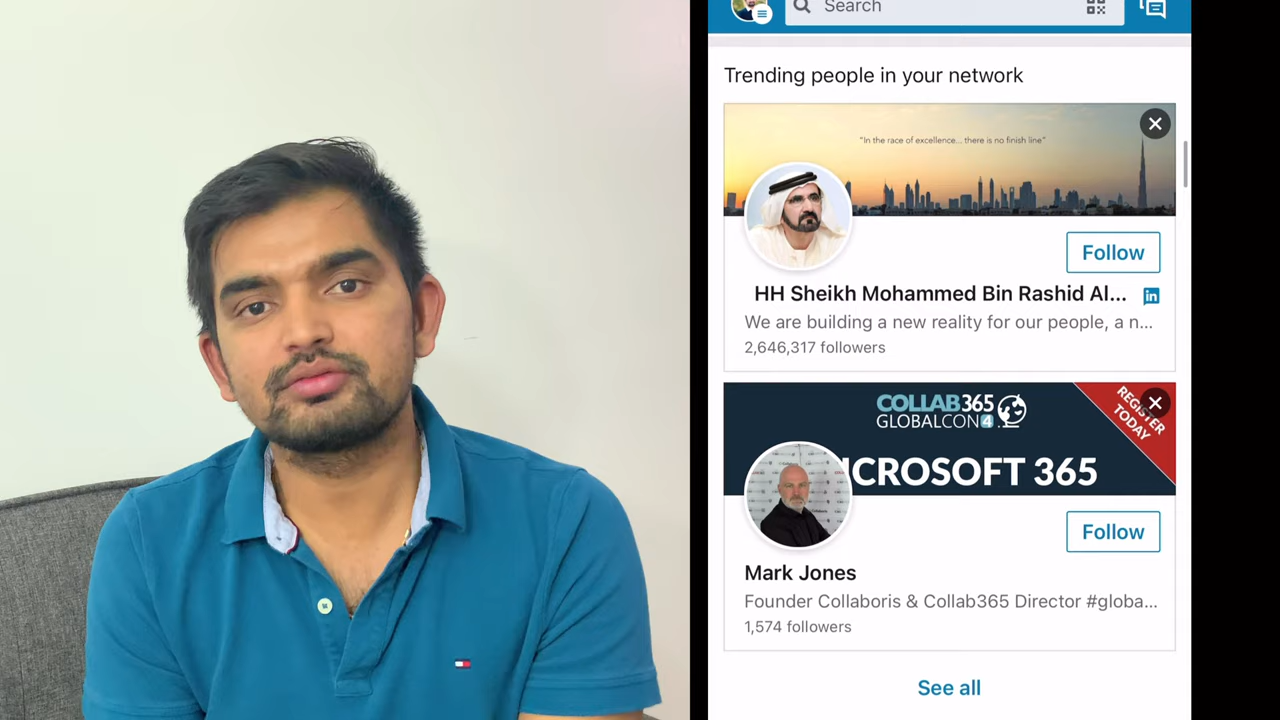 Search
Trending people in your network
"In the race of excellence... there is no finish line"
Follow
HH Sheikh Mohammed Bin Rashid Al...
in
We are building a new reality for our people, a n...
2,646,317 followers
COLLAB365
GLOBALCON4
REGISTER
TODAY
ICROSOFT 365
Follow
Mark Jones
Founder Collaboris & Collab365 Director #globa...
1,574 followers
See all